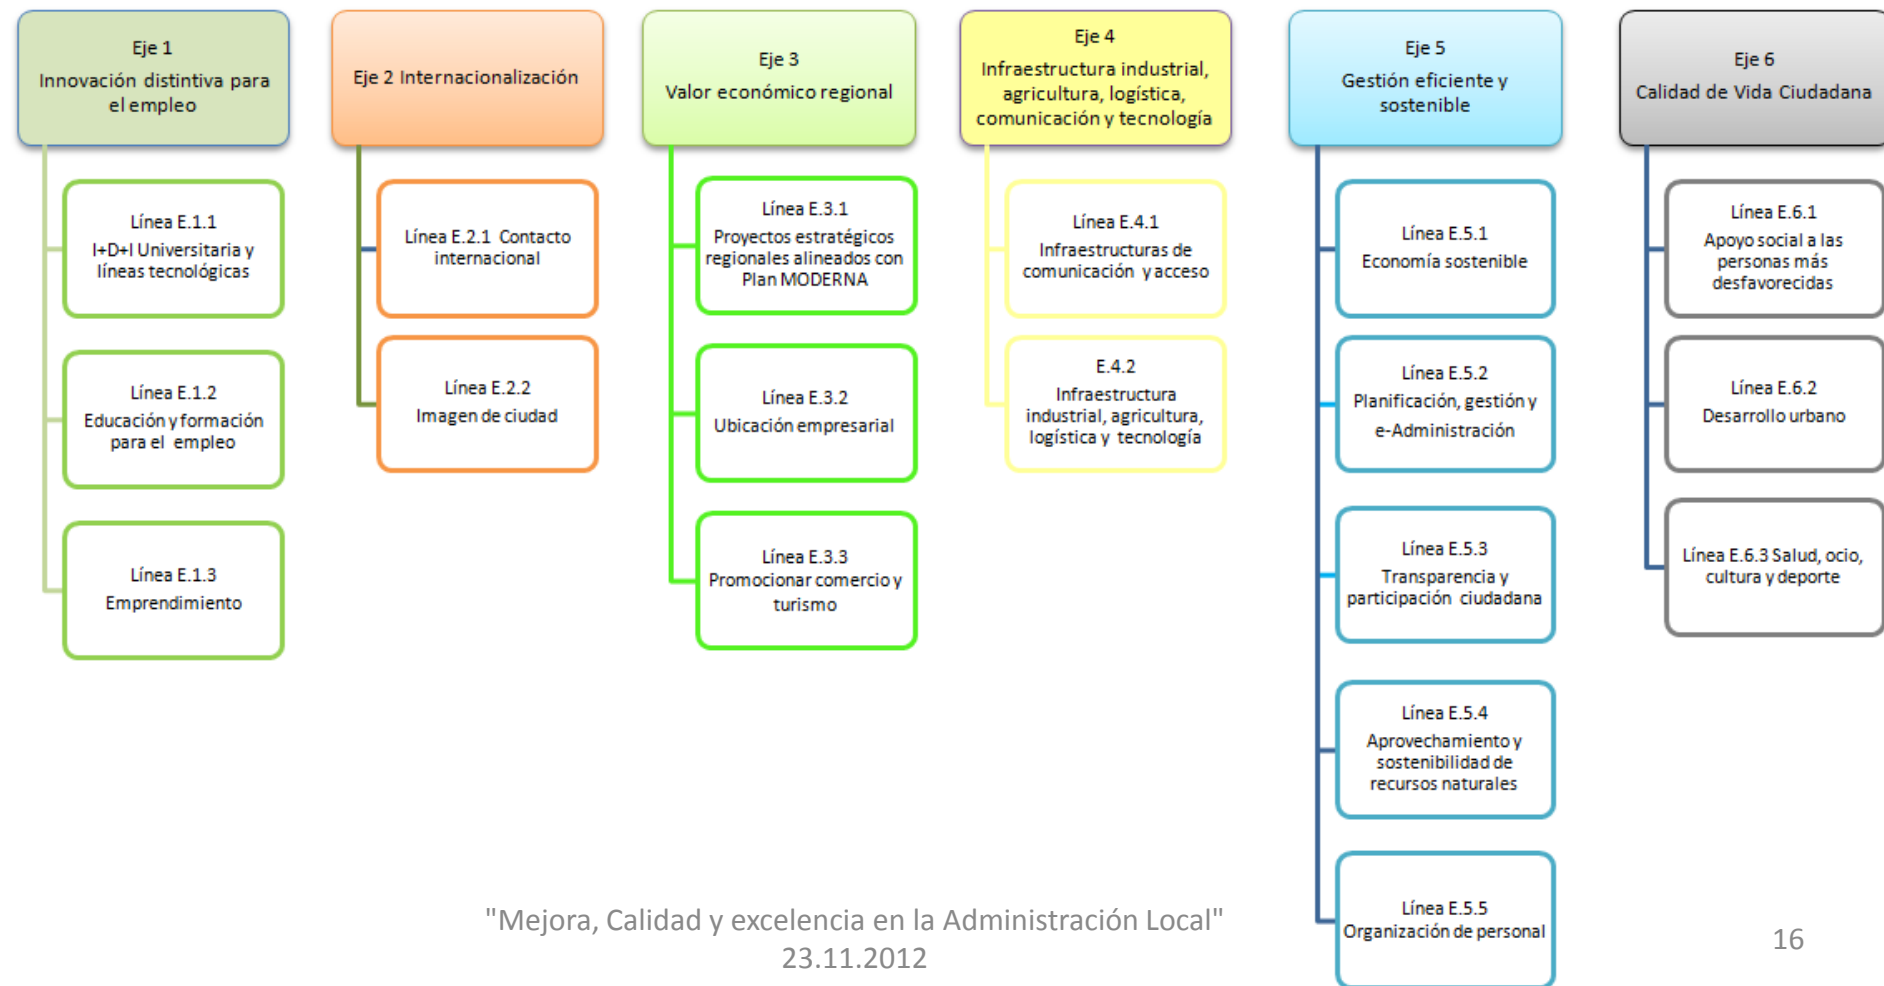 Eje 1
Innovación distintiva para
el empleo
Línea E.1.1
I+D+I Universitaria y
líneas tecnológicas
Línea E.1.2
Educación y formación
para el empleo
Línea E.1.3
Emprendimiento
Eje 2 Internacionalización
Línea E.2.1 Contacto
internacional
Línea E.2.2
Imagen de ciudad
Eje 3
Valor económico regional
Línea E.3.1
Proyectos estratégicos
regionales alineados con
Plan MODERNA
Línea E.3.2
Ubicación empresarial
Línea E.3.3
Promocionar comercio y
turismo
Eje 4
Infraestructura industrial,
agricultura, logística,
comunicación y tecnología
Línea E.4.1
Infraestructuras de
comunicación y acceso
E.4.2
Infraestructura
industrial, agricultura,
logística y tecnología
Eje 5
Gestión eficiente y
sostenible
Línea E.5.1
Economía sostenible
Línea E.5.2
Planificación, gestión y
e-Administración
Línea E.5.3
Transparencia y
participación ciudadana
Línea E.5.4
Aprovechamiento y
sostenibilidad de
recursos naturales
Línea E.5.5
Organización de personal
Eje 6
Calidad de Vida Ciudadana
Línea E.6.1
Apoyo social a las
personas más
desfavorecidas
Línea E.6.2
Desarrollo urbano
Línea E.6.3 Salud, ocio,
cultura y deporte
"Mejora, Calidad y excelencia en la Administración Local"
23.11.2012
16